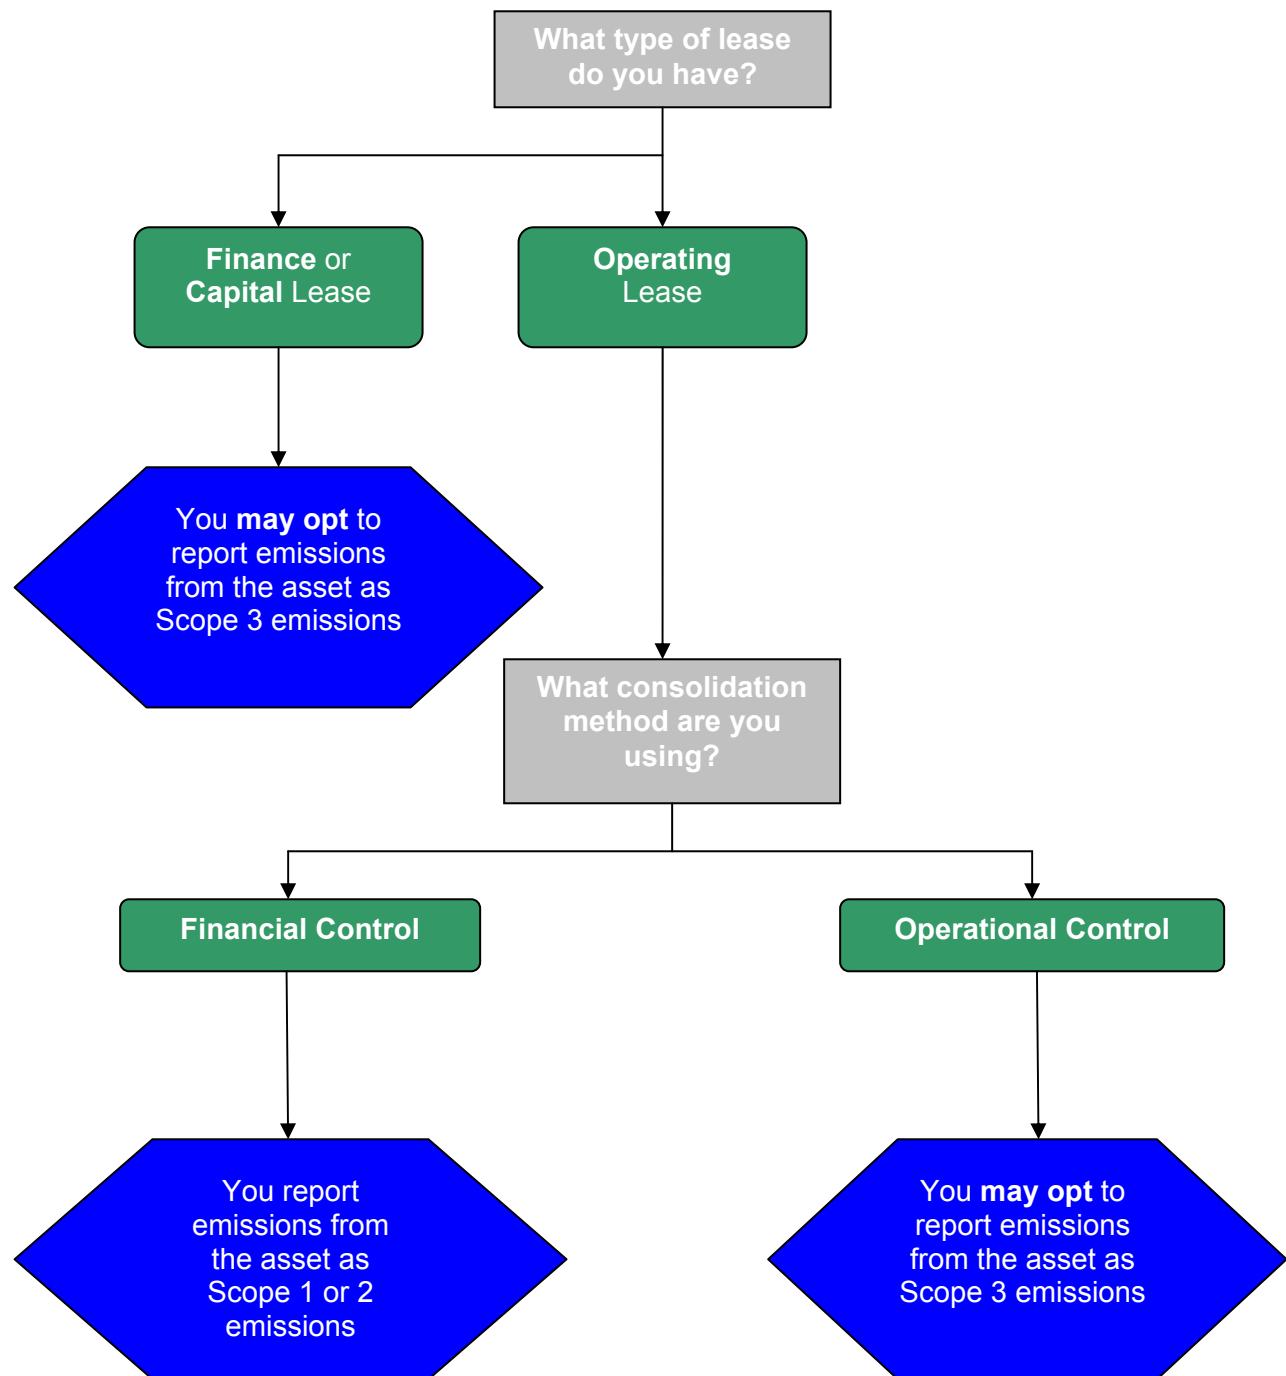 What type of lease
do you have?
Finance or
Capital Lease
Operating
Lease
You may opt to
report emissions
from the asset as
Scope 3 emissions
What consolidation
method are you
using?
Financial Control
Operational Control
You report
emissions from
the asset as
Scope 1 or 2
emissions
You may opt to
report emissions
from the asset as
Scope 3 emissions